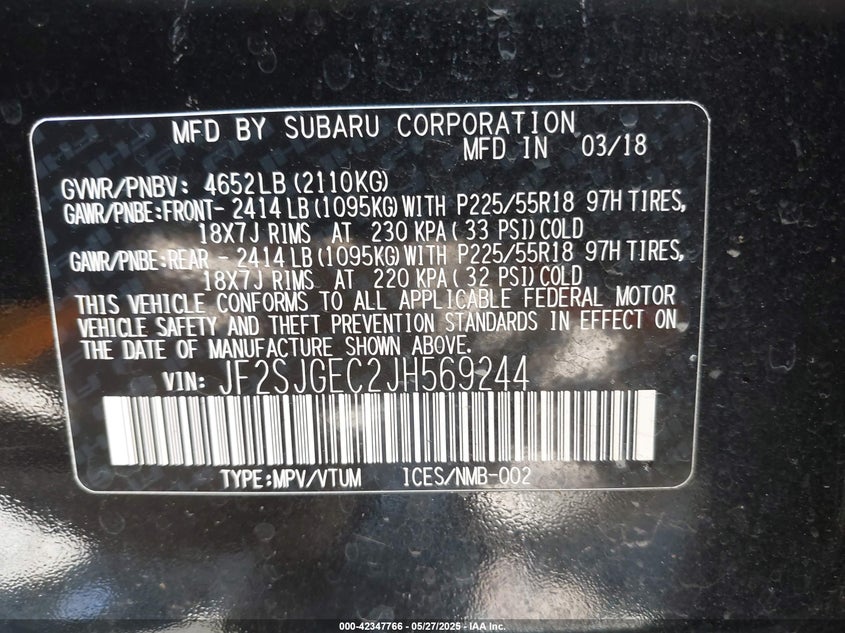 MFD BY SUBARU CORPORATION
MFD IN 03/18
GVWR/PNBV: 4652LB (2110KG)
GAWR/PNBE:FRONT- 2414 LB (1095KG) WITH P225/55R18 97H TIRES,
18X7J RIMS AT 230 KPA ( 33 PSI) COLD
GAWR/PNBE:REAR - 2414 LB (1095KG) WITH P225/55R18 97H TIRES,
18X7J RIMS AT 220 KPA ( 32 PSI) COLD
THIS VEHICLE CONFORMS TO ALL APPLICABLE FEDERAL MOTOR
VEHICLE SAFETY AND THEFT PREVENTION STANDARDS IN EFFECT ON
THE DATE OF MANUFACTURE SHOWN ABOVE.
VIN: JF2SJGEC2JH569244
TYPE:MPV/VTUM ICES/NMB-002
000-42347766 - 05/27/2025 - IAA Inc.